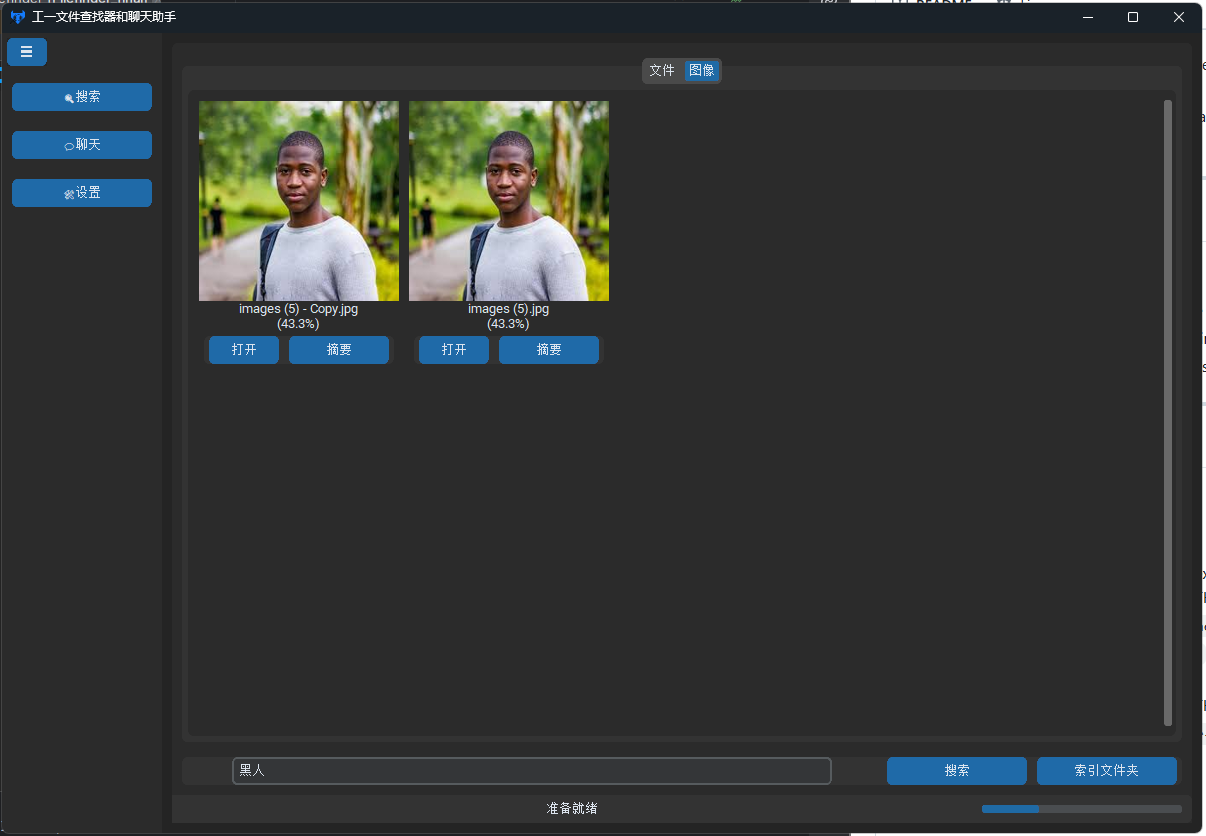 工一文件查找器和聊天助手
☰
搜索
聊天
设置
文件 图像
images (5) - Copy.jpg
(43.3%)
打开 摘要
images (5).jpg
(43.3%)
打开 摘要
黑人
搜索 索引文件夹
准备就绪